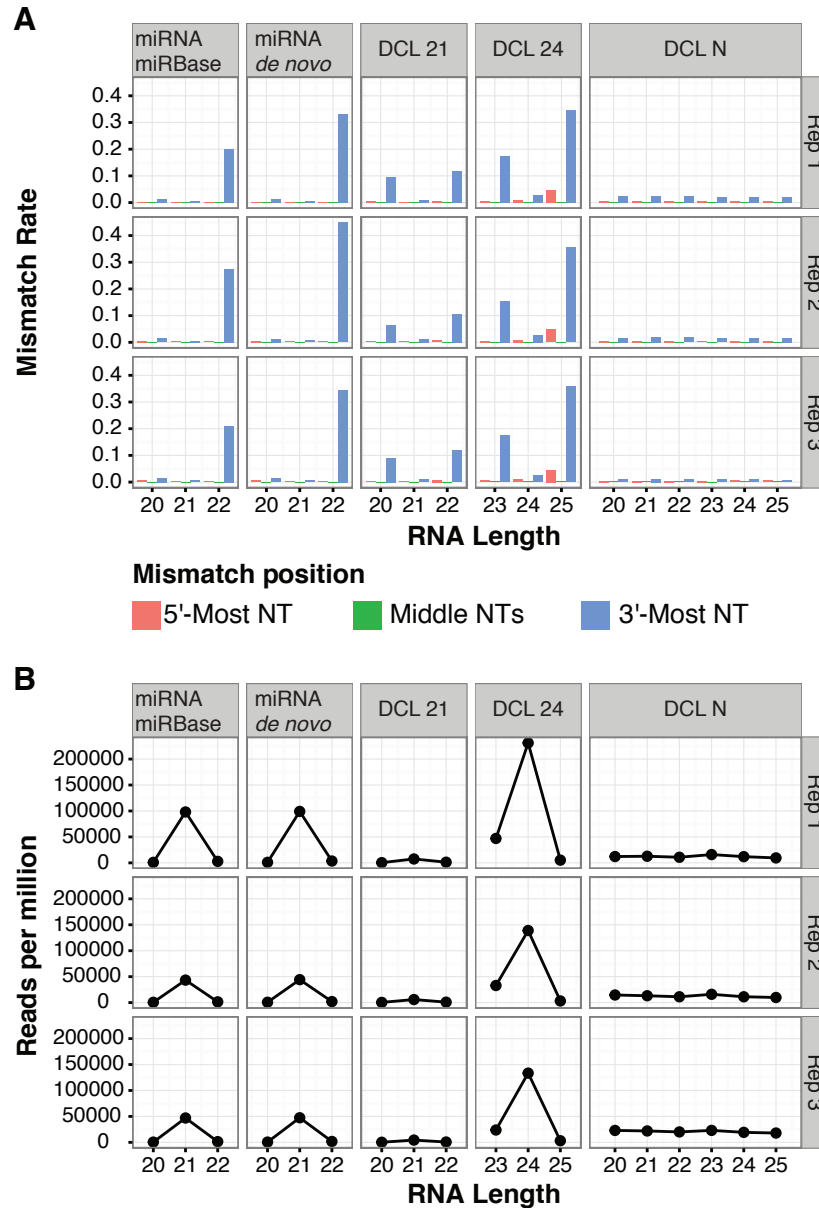 A
miRNA miRBase
miRNA de novo
DCL 21
DCL 24
DCL N
Mismatch Rate
0.4
0.3
0.2
0.1
0.0
Rep 1
0.4
0.3
0.2
0.1
0.0
Rep 2
0.4
0.3
0.2
0.1
0.0
Rep 3
20 21 22 20 21 22 20 21 22 23 24 25 20 21 22 23 24 25
RNA Length
Mismatch position
5'-Most NT Middle NTs 3'-Most NT
B
miRNA miRBase
miRNA de novo
DCL 21
DCL 24
DCL N
Reads per million
200000
150000
100000
50000
0
Rep 1
200000
150000
100000
50000
0
Rep 2
200000
150000
100000
50000
0
Rep 3
20 21 22 20 21 22 20 21 22 23 24 25 20 21 22 23 24 25
RNA Length